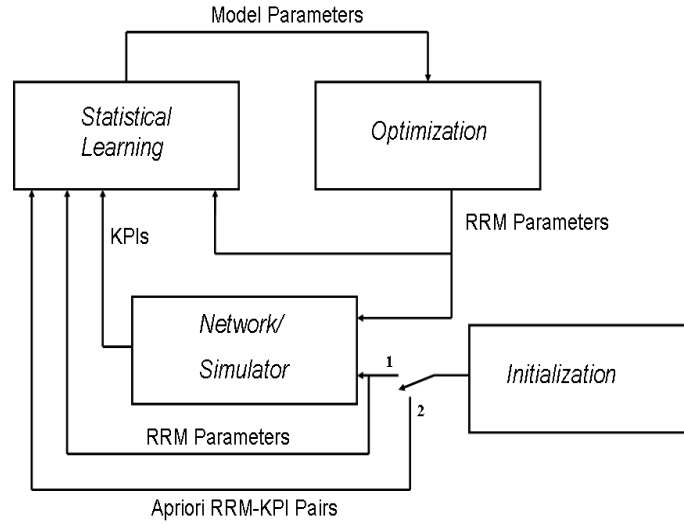 Model Parameters
Statistical
Learning
Optimization
KPIs
RRM Parameters
Network/
Simulator
1
2
Initialization
RRM Parameters
Apriori RRM-KPI Pairs